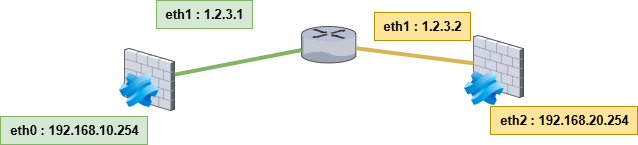 eth1 : 1.2.3.1
eth1 : 1.2.3.2
eth0 : 192.168.10.254
eth2 : 192.168.20.254